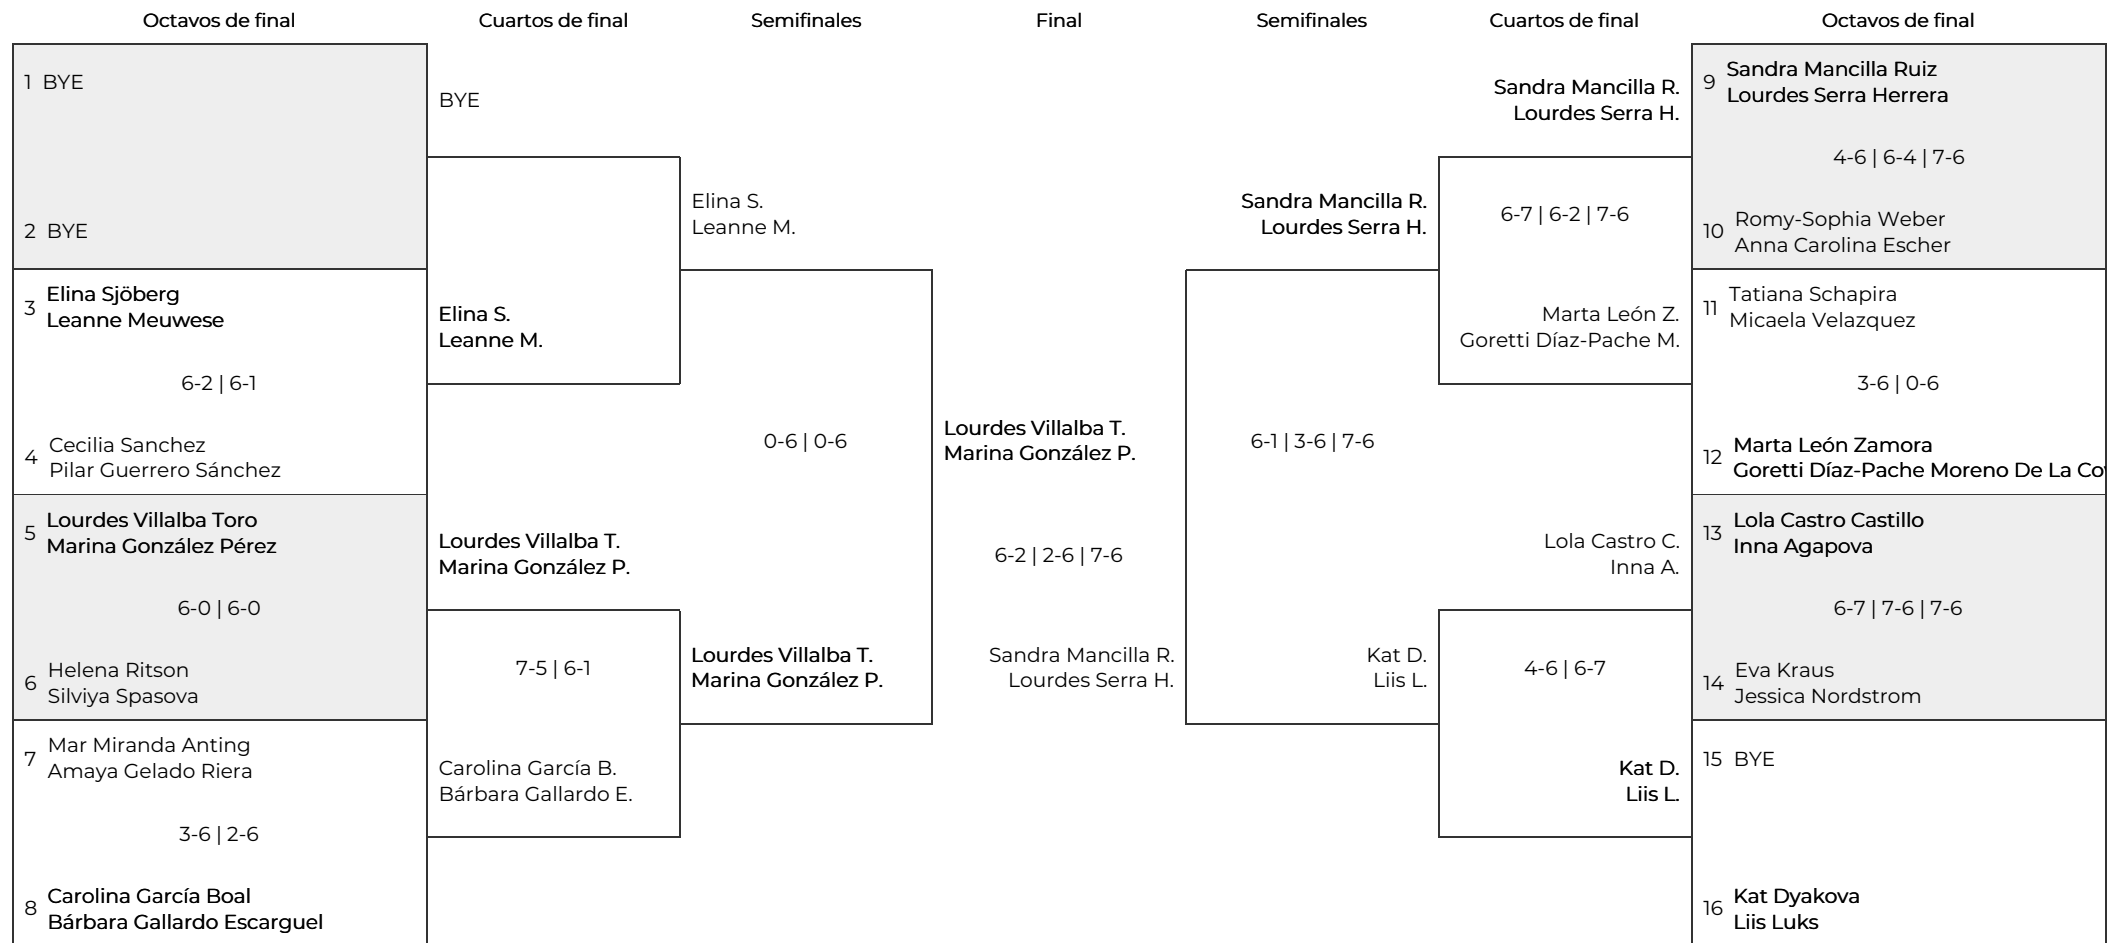 Octavos de final
Cuartos de final
Semifinales
Final
Semifinales
Cuartos de final
Octavos de final
1 BYE
2 BYE
3 Elina Sjöberg
Leanne Meuwese
6-2 | 6-1
4 Cecilia Sanchez
Pilar Guerrero Sánchez
5 Lourdes Villalba Toro
Marina González Pérez
6-0 | 6-0
6 Helena Ritson
Silviya Spasova
7 Mar Miranda Anting
Amaya Gelado Riera
3-6 | 2-6
8 Carolina García Boal
Bárbara Gallardo Escarguel
BYE
Elina S.
Leanne M.
Lourdes Villalba T.
Marina González P.
7-5 | 6-1
Carolina García B.
Bárbara Gallardo E.
Elina S.
Leanne M.
0-6 | 0-6
Lourdes Villalba T.
Marina González P.
Lourdes Villalba T.
Marina González P.
6-2 | 2-6 | 7-6
Sandra Mancilla R.
Lourdes Serra H.
Sandra Mancilla R.
Lourdes Serra H.
6-1 | 3-6 | 7-6
Kat D.
Liis L.
Sandra Mancilla R.
Lourdes Serra H.
6-7 | 6-2 | 7-6
Marta León Z.
Goretti Díaz-Pache M.
Lola Castro C.
Inna A.
4-6 | 6-7
Kat D.
Liis L.
9 Sandra Mancilla Ruiz
Lourdes Serra Herrera
4-6 | 6-4 | 7-6
10 Romy-Sophia Weber
Anna Carolina Escher
11 Tatiana Schapira
Micaela Velazquez
3-6 | 0-6
12 Marta León Zamora
Goretti Díaz-Pache Moreno De La
13 Lola Castro Castillo
Inna Agapova
6-7 | 7-6 | 7-6
14 Eva Kraus
Jessica Nordstrom
15 BYE
16 Kat Dyakova
Liis Luks